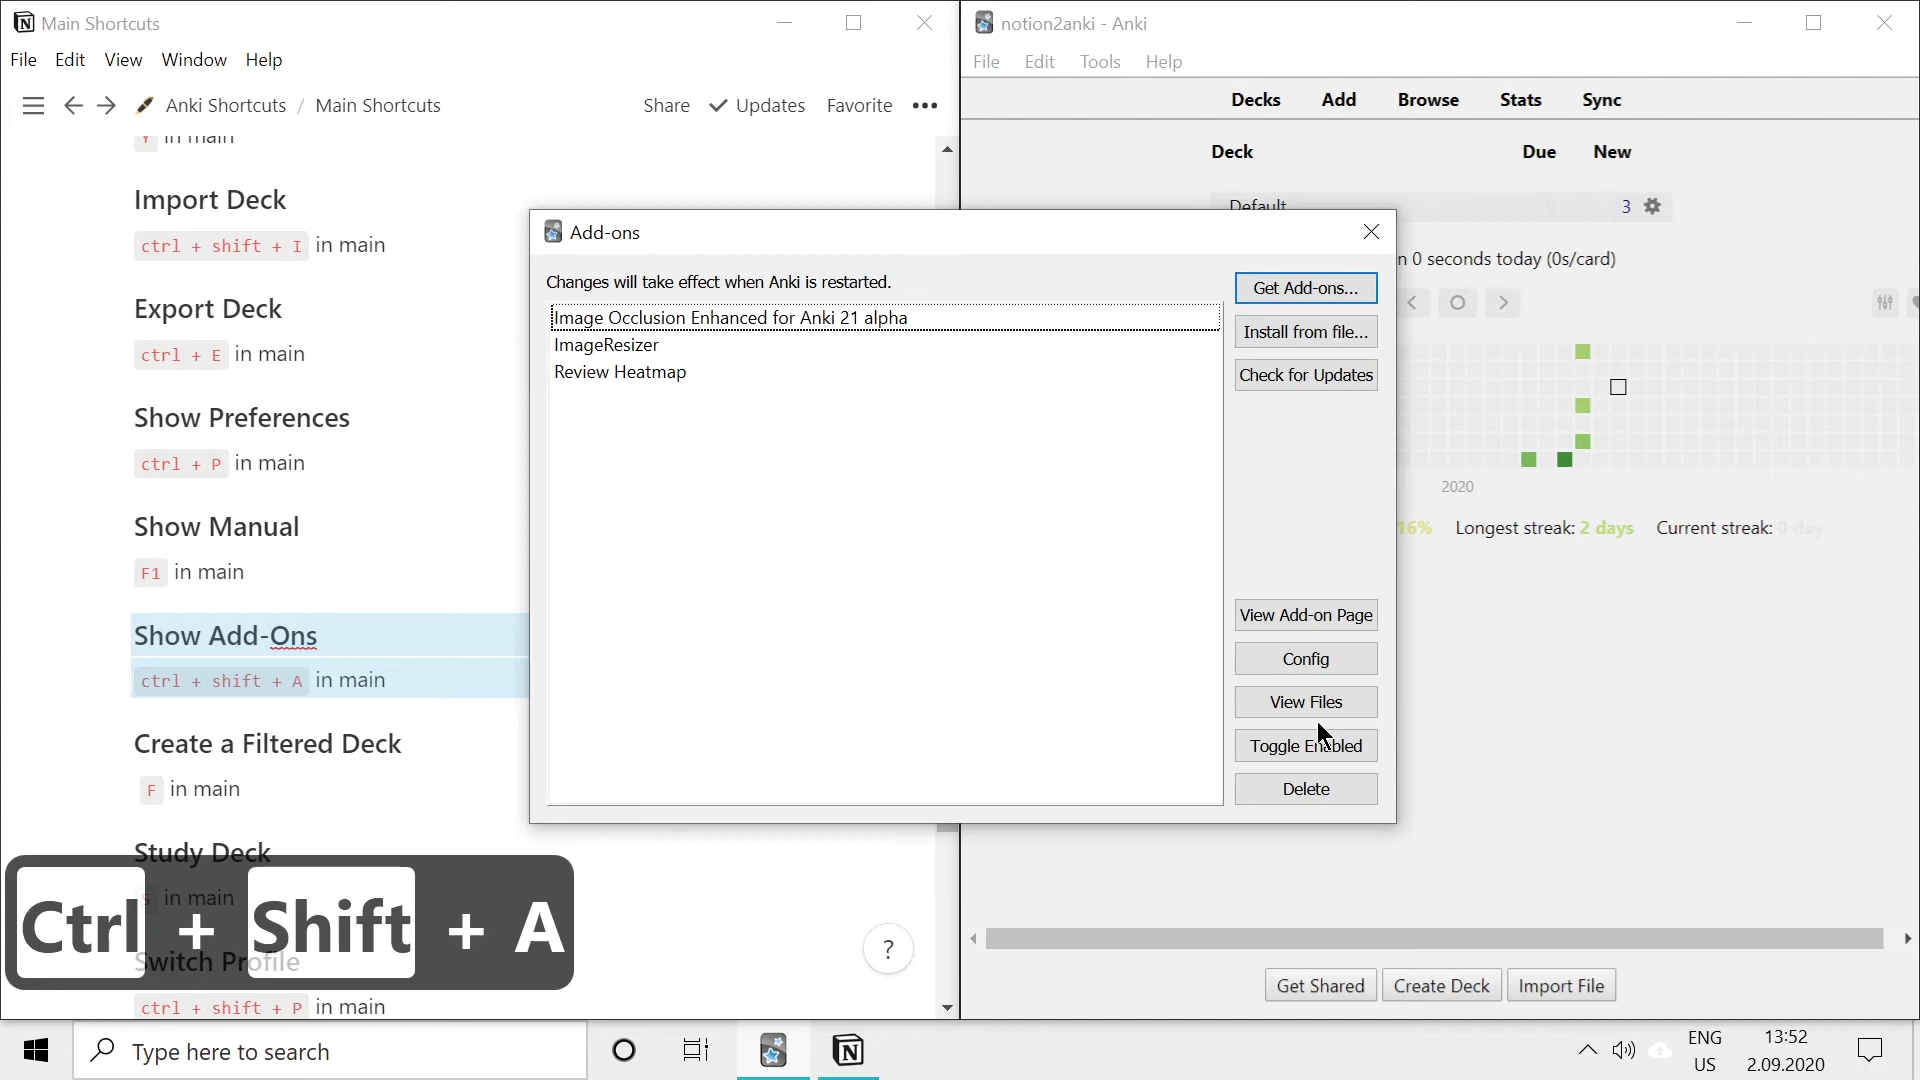 Main Shortcuts
File Edit View Window Help
Anki Shortcuts / Main Shortcuts
Share Updates Favorite •••
Y in main
Import Deck
ctrl + shift + I in main
Export Deck
ctrl + E in main
Show Preferences
ctrl + P in main
Show Manual
F1 in main
Show Add-Ons
ctrl + shift + A in main
Create a Filtered Deck
F in main
Study Deck
S in main
Switch Profile
ctrl + shift + P in main
Ctrl + Shift + A
?
notion2anki - Anki
File Edit Tools Help
Decks Add Browse Stats Sync
Deck Due New
Default 0 3
n 0 seconds today (0s/card)
2020
16% Longest streak: 2 days Current streak: 0 day
Get Shared Create Deck Import File
Add-ons
Changes will take effect when Anki is restarted.
Image Occlusion Enhanced for Anki 21 alpha
ImageResizer
Review Heatmap
Get Add-ons...
Install from file...
Check for Updates
View Add-on Page
Config
View Files
Toggle Enabled
Delete
Type here to search
ENG
US
13:52
2.09.2020